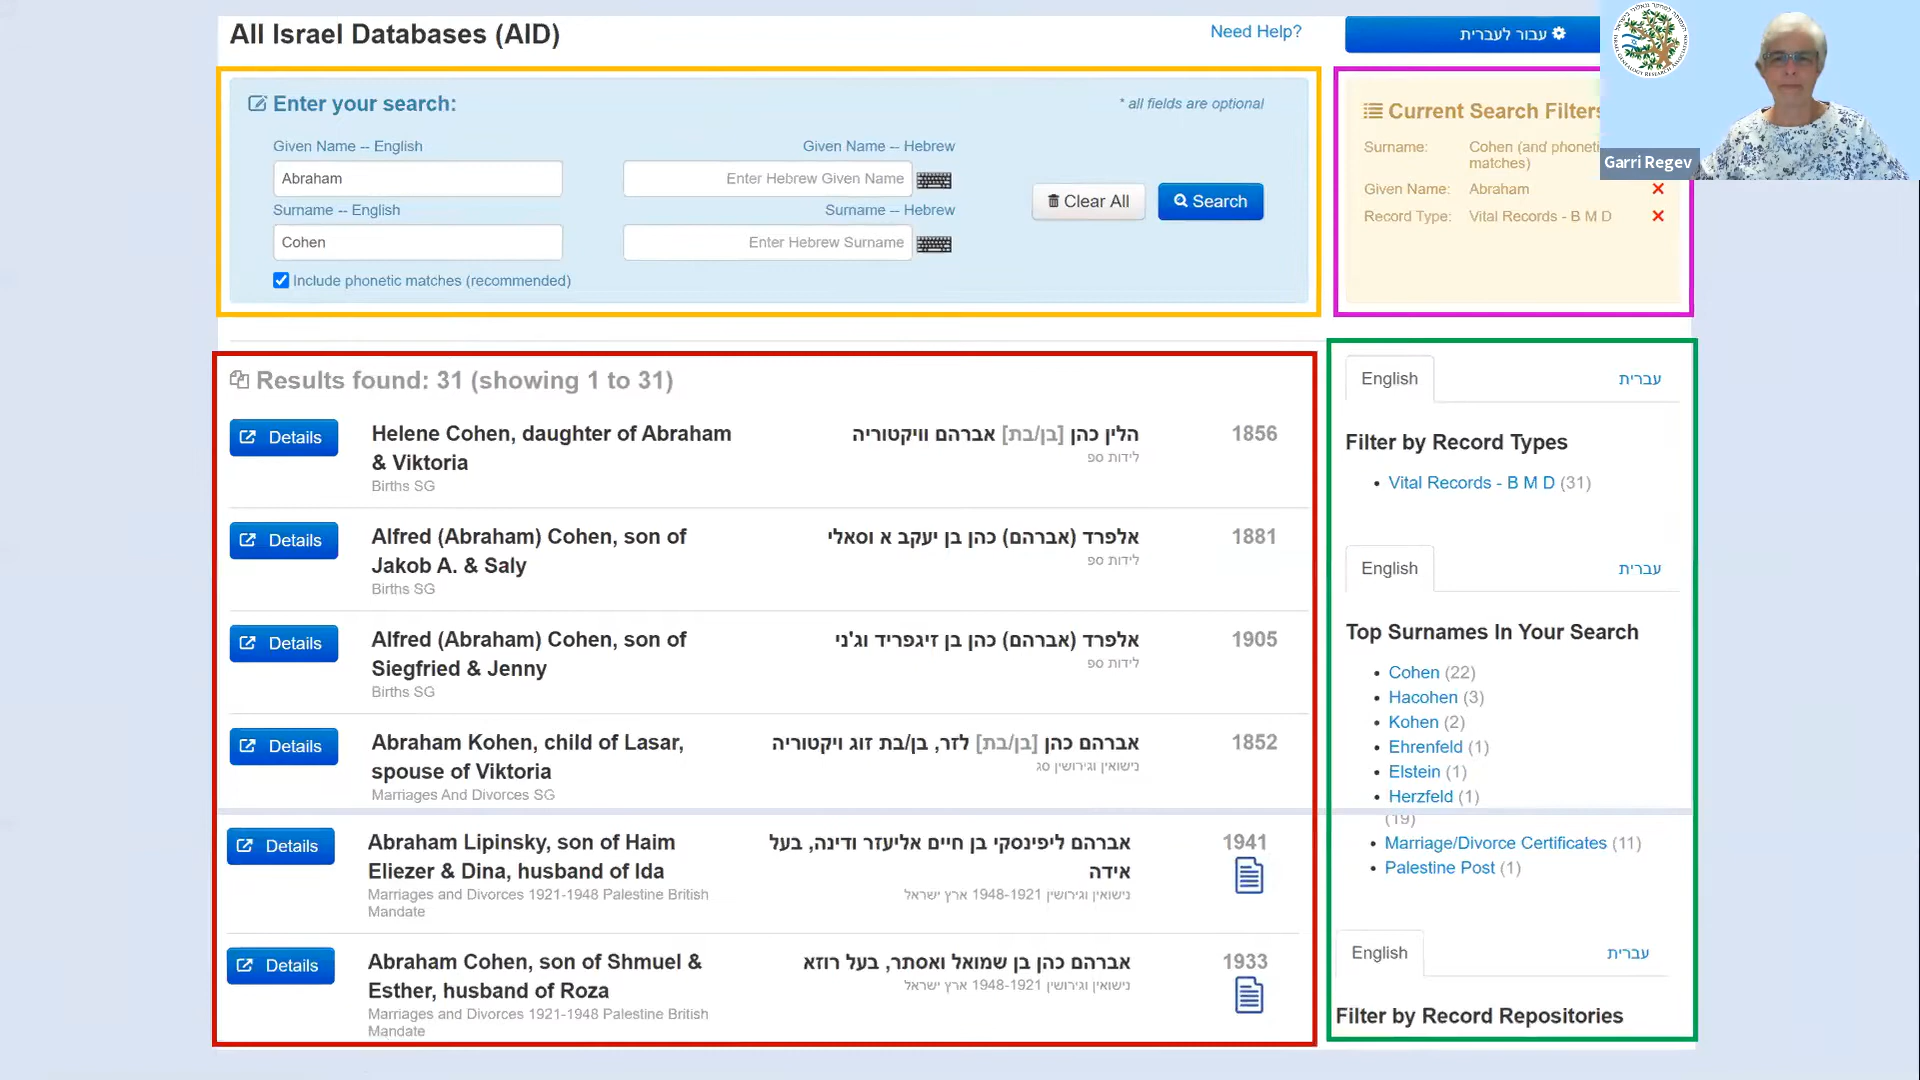 All Israel Databases (AID)
Need Help?
עבור לעברית
Enter your search:
* all fields are optional
Given Name -- English
Given Name -- Hebrew
Abraham
Enter Hebrew Given Name
Surname -- English
Surname -- Hebrew
Cohen
Enter Hebrew Surname
Clear All
Search
Include phonetic matches (recommended)
Current Search Filters
Surname:
Cohen (and phoneti
matches)
Given Name:
Abraham
Record Type:
Vital Records - B M D
Garri Regev
Results found: 31 (showing 1 to 31)
Details
Helene Cohen, daughter of Abraham
& Viktoria
Births SG
הלין כהן [בן/בת] אברהם וויקטוריה
לידות ספ
1856
Details
Alfred (Abraham) Cohen, son of
Jakob A. & Saly
Births SG
אלפרד (אברהם) כהן בן יעקב א וסאלי
לידות ספ
1881
Details
Alfred (Abraham) Cohen, son of
Siegfried & Jenny
Births SG
אלפרד (אברהם) כהן בן זיגפריד וג'ני
לידות ספ
1905
Details
Abraham Kohen, child of Lasar,
spouse of Viktoria
Marriages And Divorces SG
אברהם כהן [בן/בת] לזר, בן/בת זוג ויקטוריה
נישואין וגירושין סג
1852
Details
Abraham Lipinsky, son of Haim
Eliezer & Dina, husband of Ida
Marriages and Divorces 1921-1948 Palestine British
Mandate
אברהם ליפינסקי בן חיים אליעזר ודינה, בעל
אידה
נישואין וגירושין 1948-1921 ארץ ישראל
1941
Details
Abraham Cohen, son of Shmuel &
Esther, husband of Roza
Marriages and Divorces 1921-1948 Palestine British
Mandate
אברהם כהן בן שמואל ואסתר, בעל רוזא
נישואין וגירושין 1948-1921 ארץ ישראל
1933
English
עברית
Filter by Record Types
Vital Records - B M D (31)
English
עברית
Top Surnames In Your Search
Cohen (22)
Hacohen (3)
Kohen (2)
Ehrenfeld (1)
Elstein (1)
Herzfeld (1)
(19)
Marriage/Divorce Certificates (11)
Palestine Post (1)
English
עברית
Filter by Record Repositories